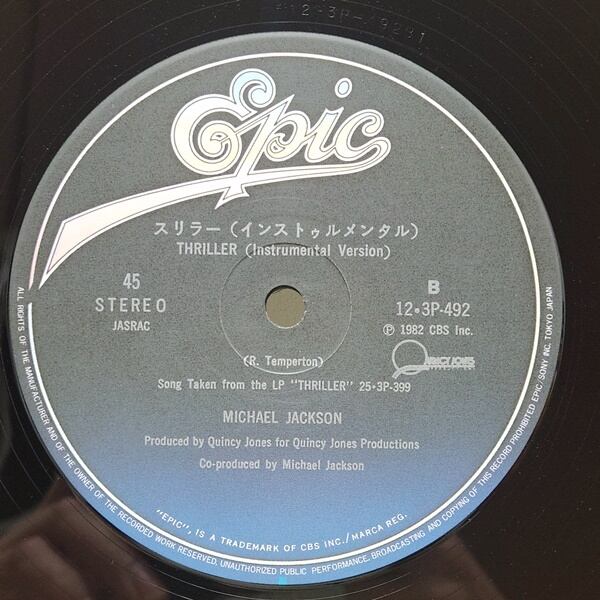 Epic
スリラー(インストゥルメンタル)
THRILLER (Instrumental Version)
45
STEREO
JASRAC
B
12・3P-492
Ⓟ 1982 CBS Inc.
QUINCY JONES
(R. Temperton)
Song Taken from the LP "THRILLER" 25・3P-399
MICHAEL JACKSON
Produced by Quincy Jones for Quincy Jones Productions
Co-produced by Michael Jackson
"EPIC", IS A TRADEMARK OF CBS INC./MARCA REG.
ALL RIGHTS OF THE MANUFACTURER AND OF THE OWNER OF THE RECORDED WORK RESERVED. UNAUTHORIZED PUBLIC PERFORMANCE, BROADCASTING AND COPYING OF THIS RECORD PROHIBITED EPIC/SONY INC. TOKYO JAPAN